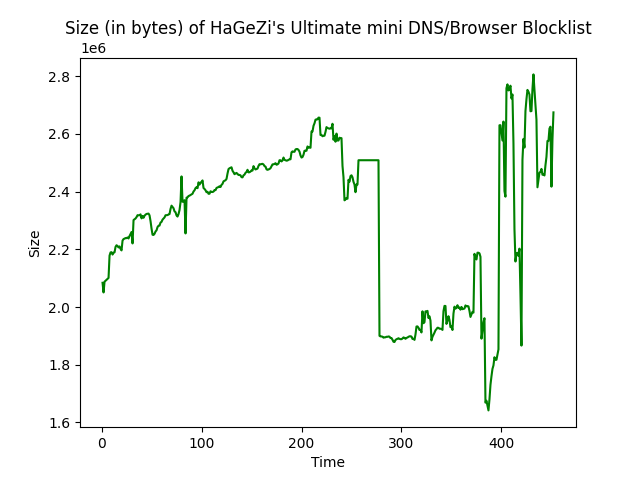 Size (in bytes) of HaGeZi's Ultimate mini DNS/Browser Blocklist
1e6
2.8
2.6
2.4
2.2
2.0
1.8
1.6
Size
0 100 200 300 400
Time